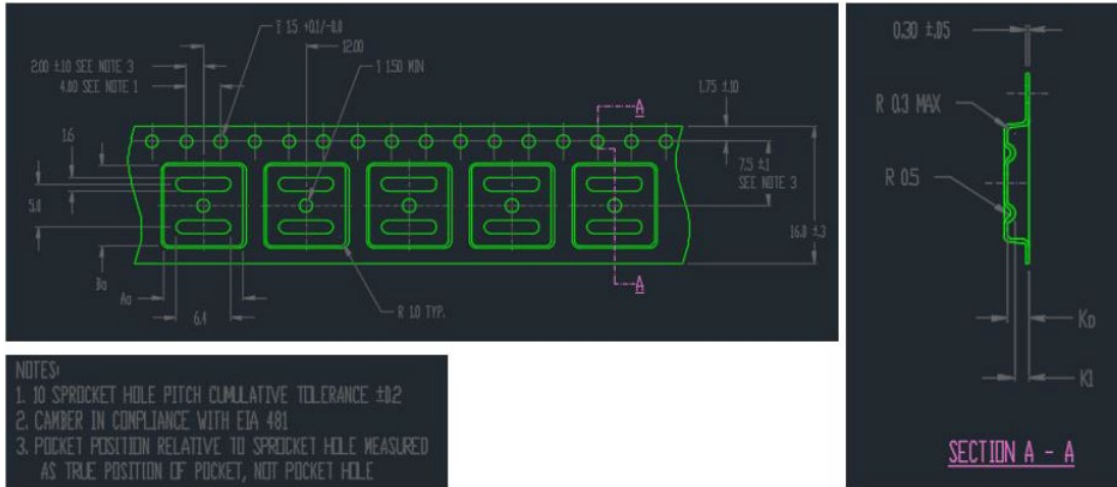 E 1.5 +0.1/-0.0
12.00
2.00 ±.10 SEE NOTE 3
1 1.50 MIN
4.00 SEE NOTE 1
1.75 ±.10
A
1.6
7.5 ±.1
SEE NOTE 3
5.0
16.0 ±.3
A
Bo
Ao
6.4
R 1.0 TYP.
0.30 ±.05
R 0.3 MAX
R 0.5
Ko
K1
SECTION A - A
NOTES:
1. 10 SPROCKET HOLE PITCH CUMULATIVE TOLERANCE ±0.2
2. CAMBER IN COMPLIANCE WITH EIA 481
3. POCKET POSITION RELATIVE TO SPROCKET HOLE MEASURED
AS TRUE POSITION OF POCKET, NOT POCKET HOLE